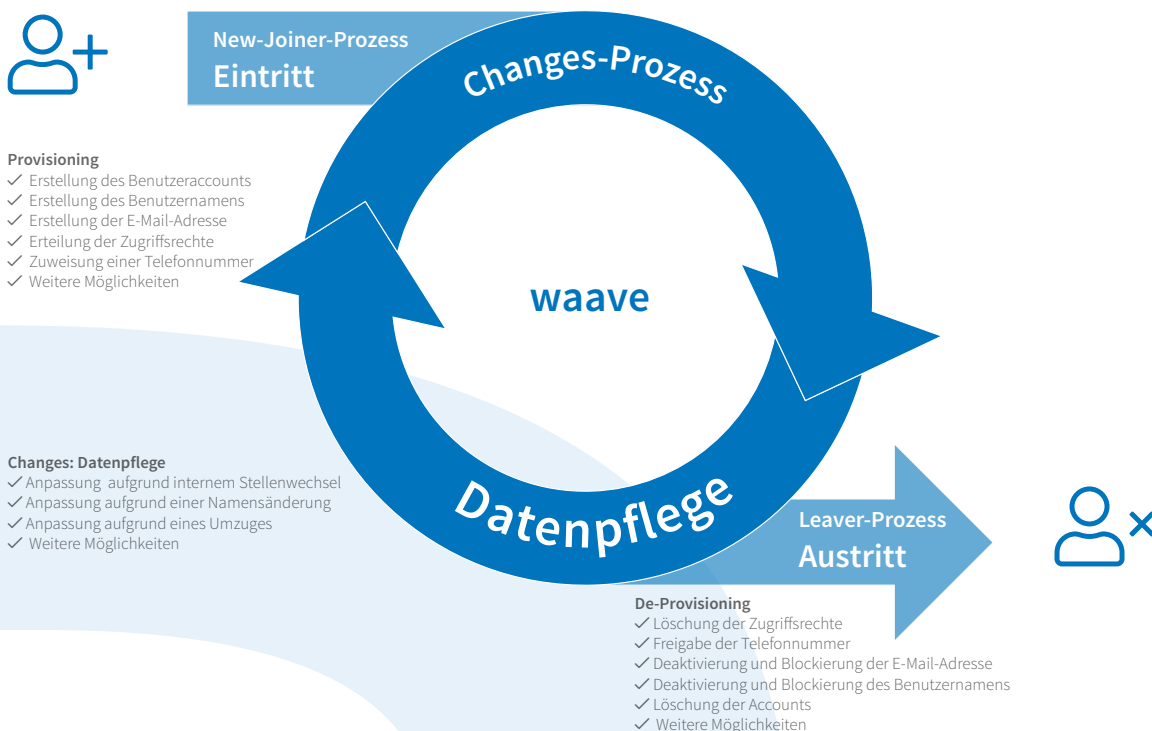 New-Joiner-Prozess
Eintritt
Changes-Prozess
Provisioning
Erstellung des Benutzeraccounts
Erstellung des Benutzernamens
Erstellung der E-Mail-Adresse
Erteilung der Zugriffsrechte
Zuweisung einer Telefonnummer
Weitere Möglichkeiten
waave
Changes: Datenpflege
Anpassung aufgrund internem Stellenwechsel
Anpassung aufgrund einer Namensänderung
Anpassung aufgrund eines Umzuges
Weitere Möglichkeiten
Datenpflege
Leaver-Prozess
Austritt
De-Provisioning
Löschung der Zugriffsrechte
Freigabe der Telefonnummer
Deaktivierung und Blockierung der E-Mail-Adresse
Deaktivierung und Blockierung des Benutzernamens
Löschung der Accounts
Weitere Möglichkeiten